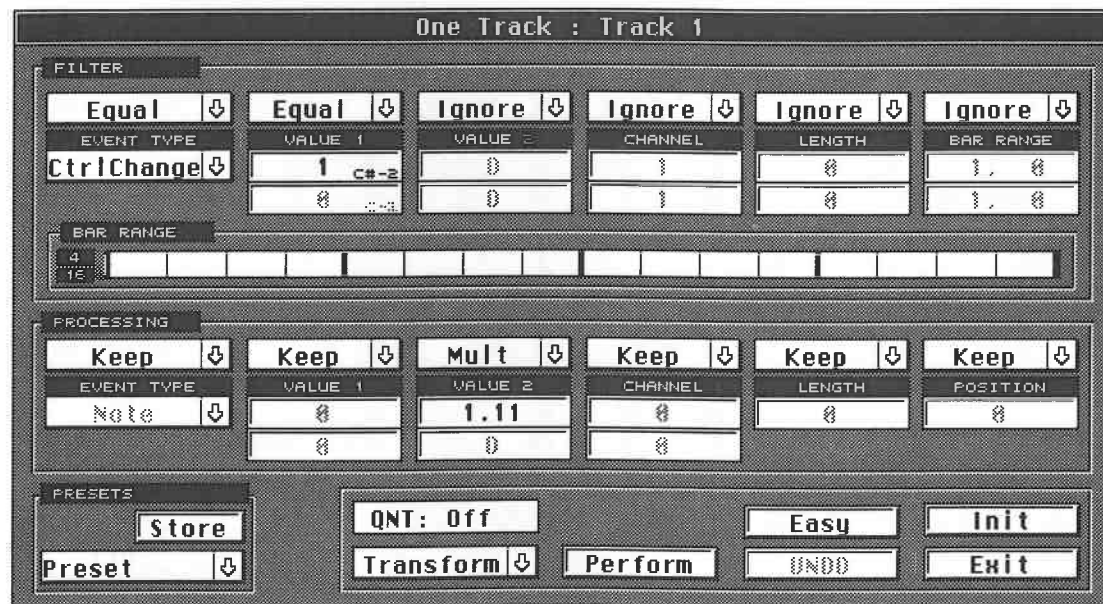 One Track : Track 1
FILTER
Equal Equal Ignore Ignore Ignore Ignore
EVENT TYPE VALUE 1 VALUE 2 CHANNEL LENGTH BAR RANGE
CtrlChange 1 C#-2 0 1 0 1, 0
0 0 1 0 1, 0
BAR RANGE
4
16
PROCESSING
Keep Keep Mult Keep Keep Keep
EVENT TYPE VALUE 1 VALUE 2 CHANNEL LENGTH POSITION
Note 0 1.11 0 0 0
0 0 0
PRESETS
Store QNT: Off Easy Init
Preset Transform Perform UNDO Exit